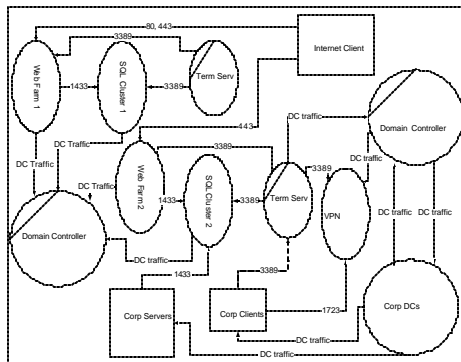 80, 443
Internet Client
3389
Web Farm 1
1433
SQL Cluster 1
3389
Term Serv
443
Domain Controller
DC Traffic
DC Traffic
DC traffic
3389
DC Traffic
Web Farm 2
1433
SQL Cluster 2
3389
Term Serv
3389
DC traffic
VPN
DC traffic
DC traffic
Domain Controller
DC traffic
3389
1433
Corp Servers
Corp Clients
1723
Corp DCs
DC traffic
DC traffic